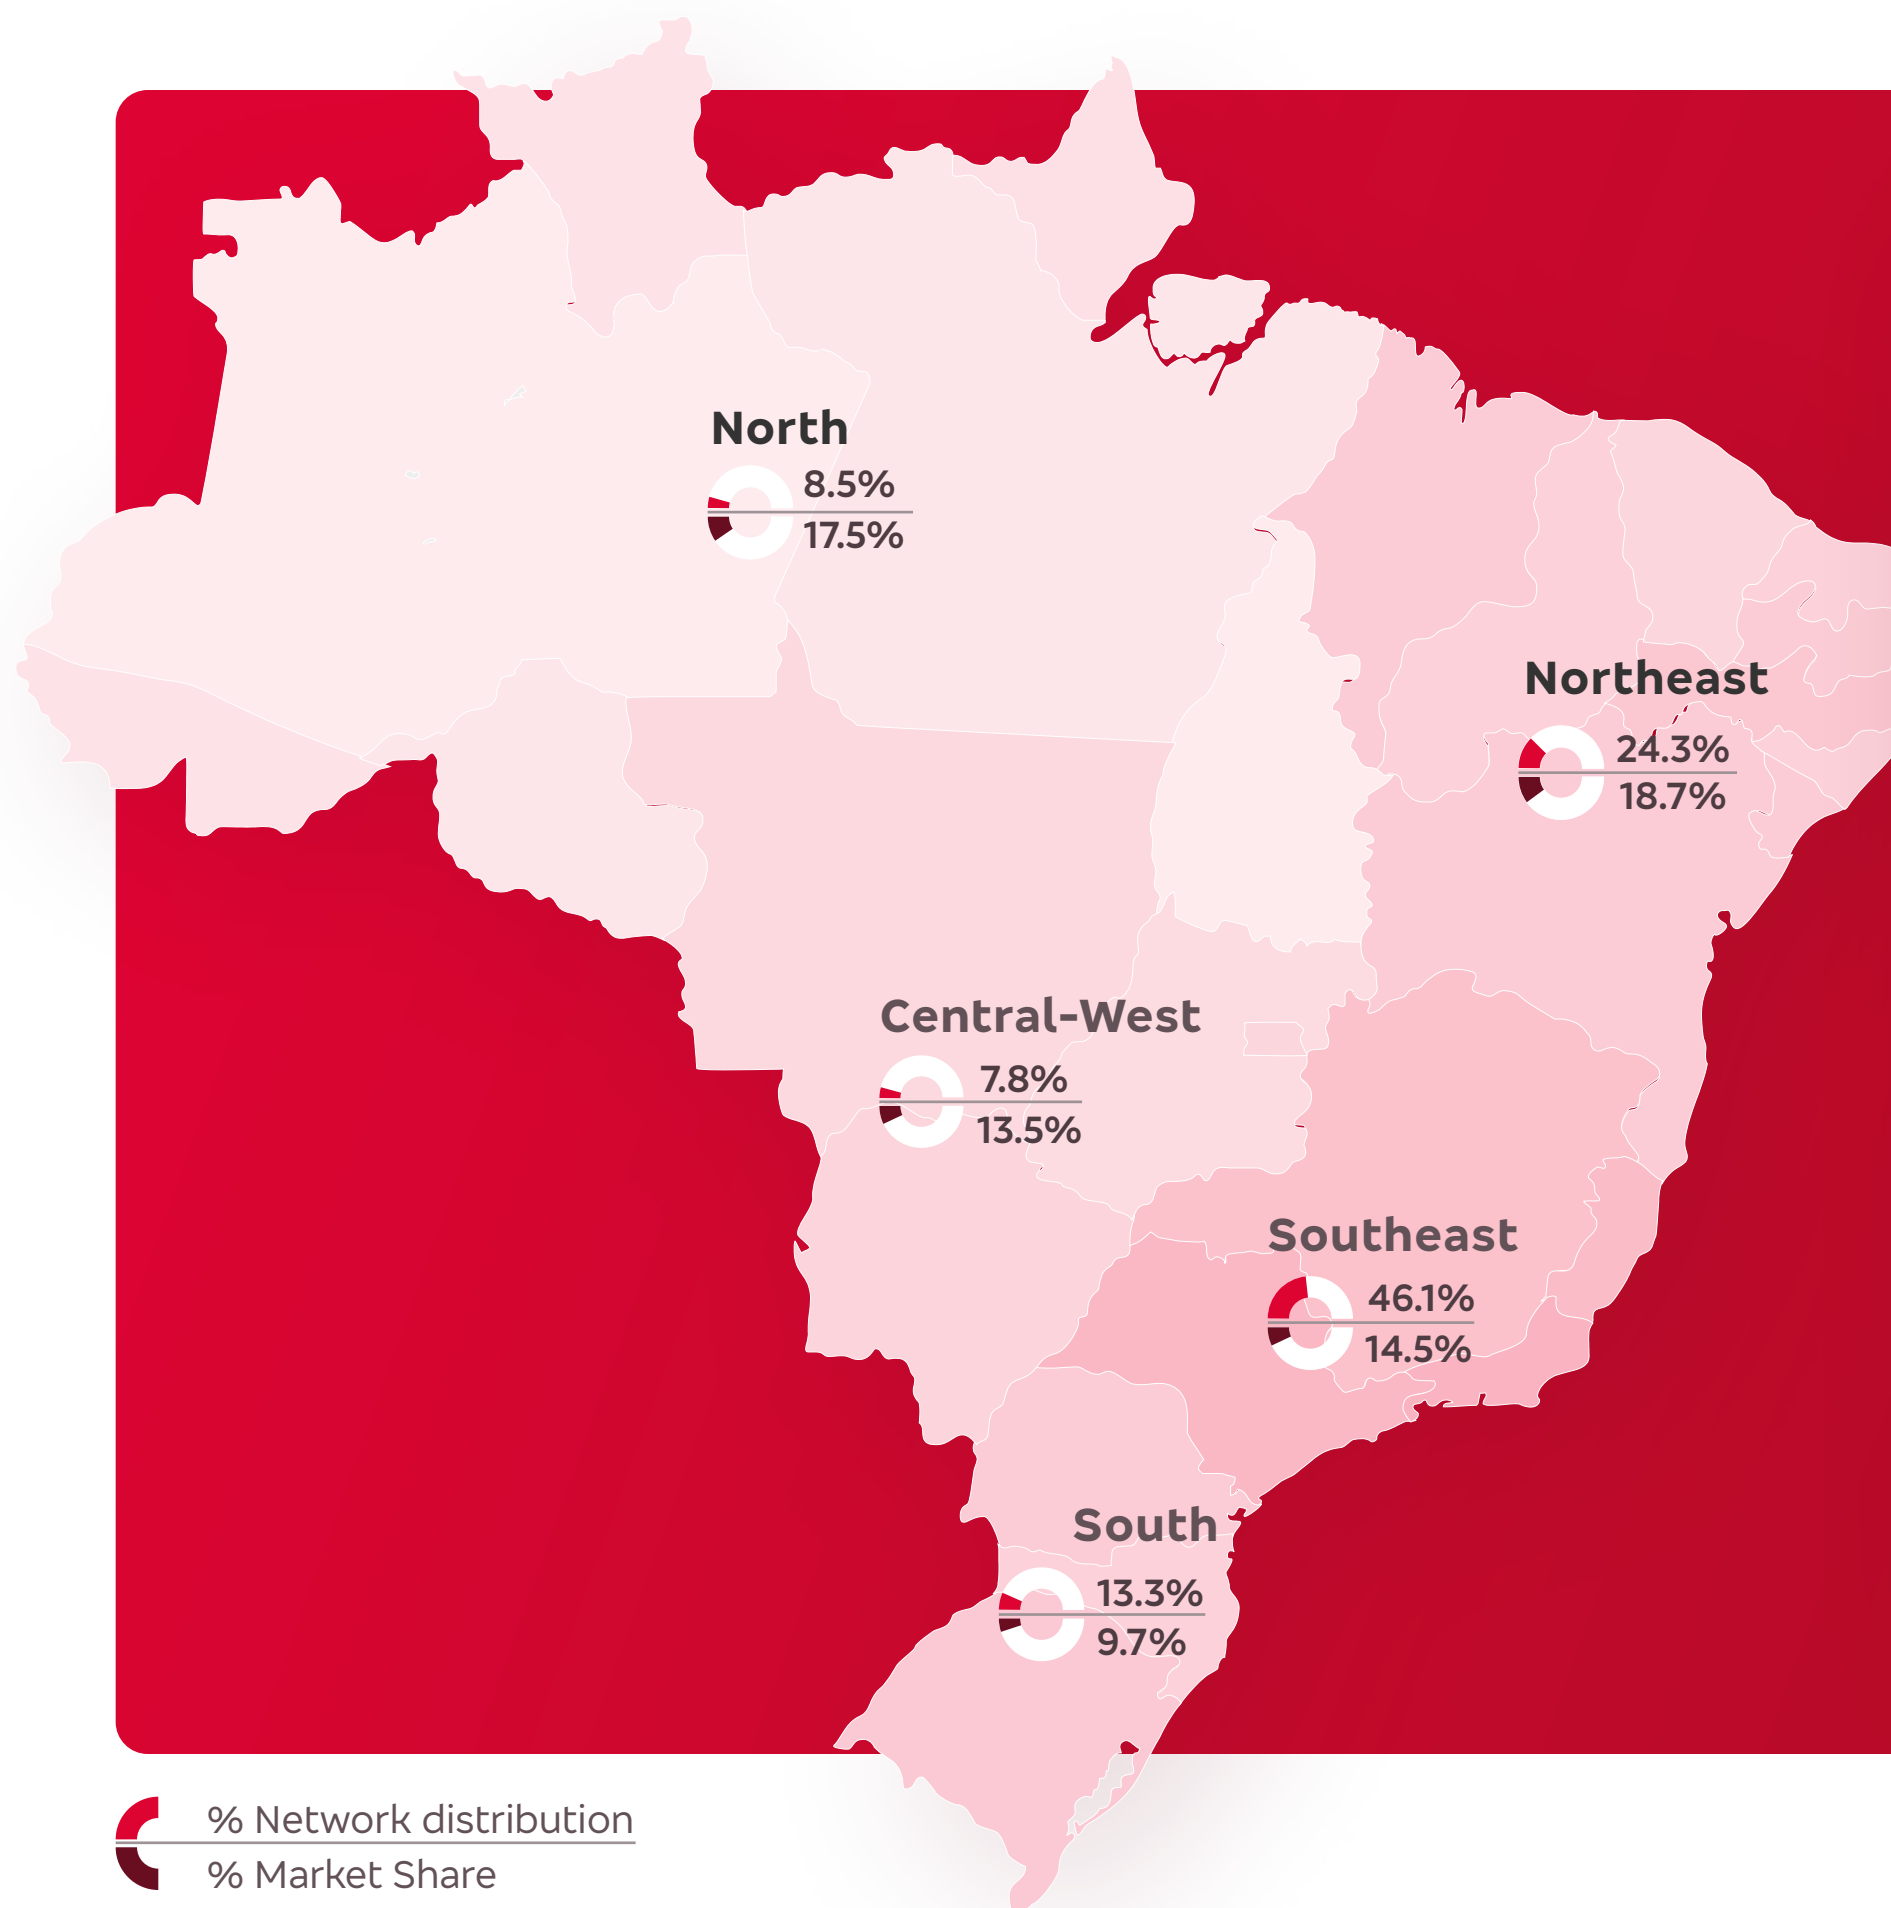 North
8.5%
17.5%
Northeast
24.3%
18.7%
Central-West
7.8%
13.5%
Southeast
46.1%
14.5%
South
13.3%
9.7%
% Network distribution
% Market Share